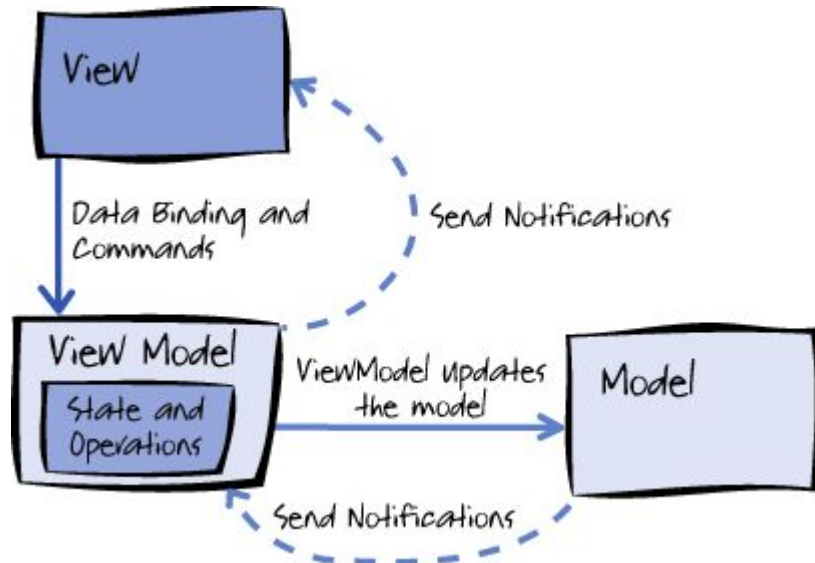 View
Data Binding and
Commands
Send Notifications
View Model
State and
Operations
ViewModel updates
the model
Model
Send Notifications